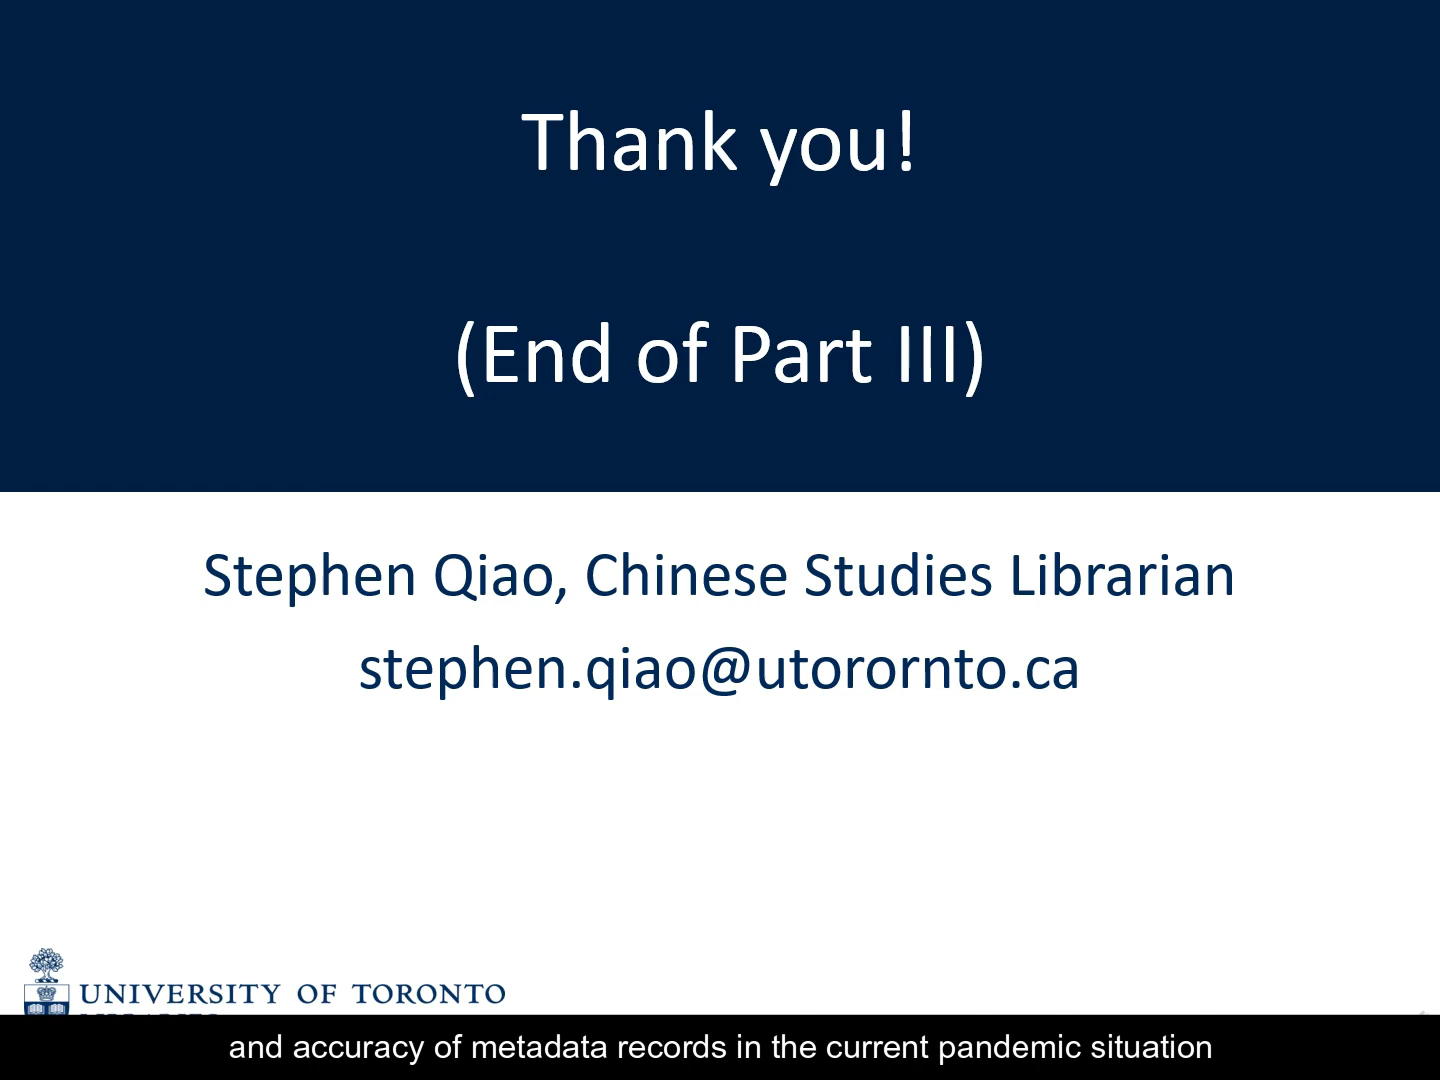 Thank you!
(End of Part III)
Stephen Qiao, Chinese Studies Librarian
stephen.qiao@utorornto.ca
UNIVERSITY OF TORONTO
and accuracy of metadata records in the current pandemic situation